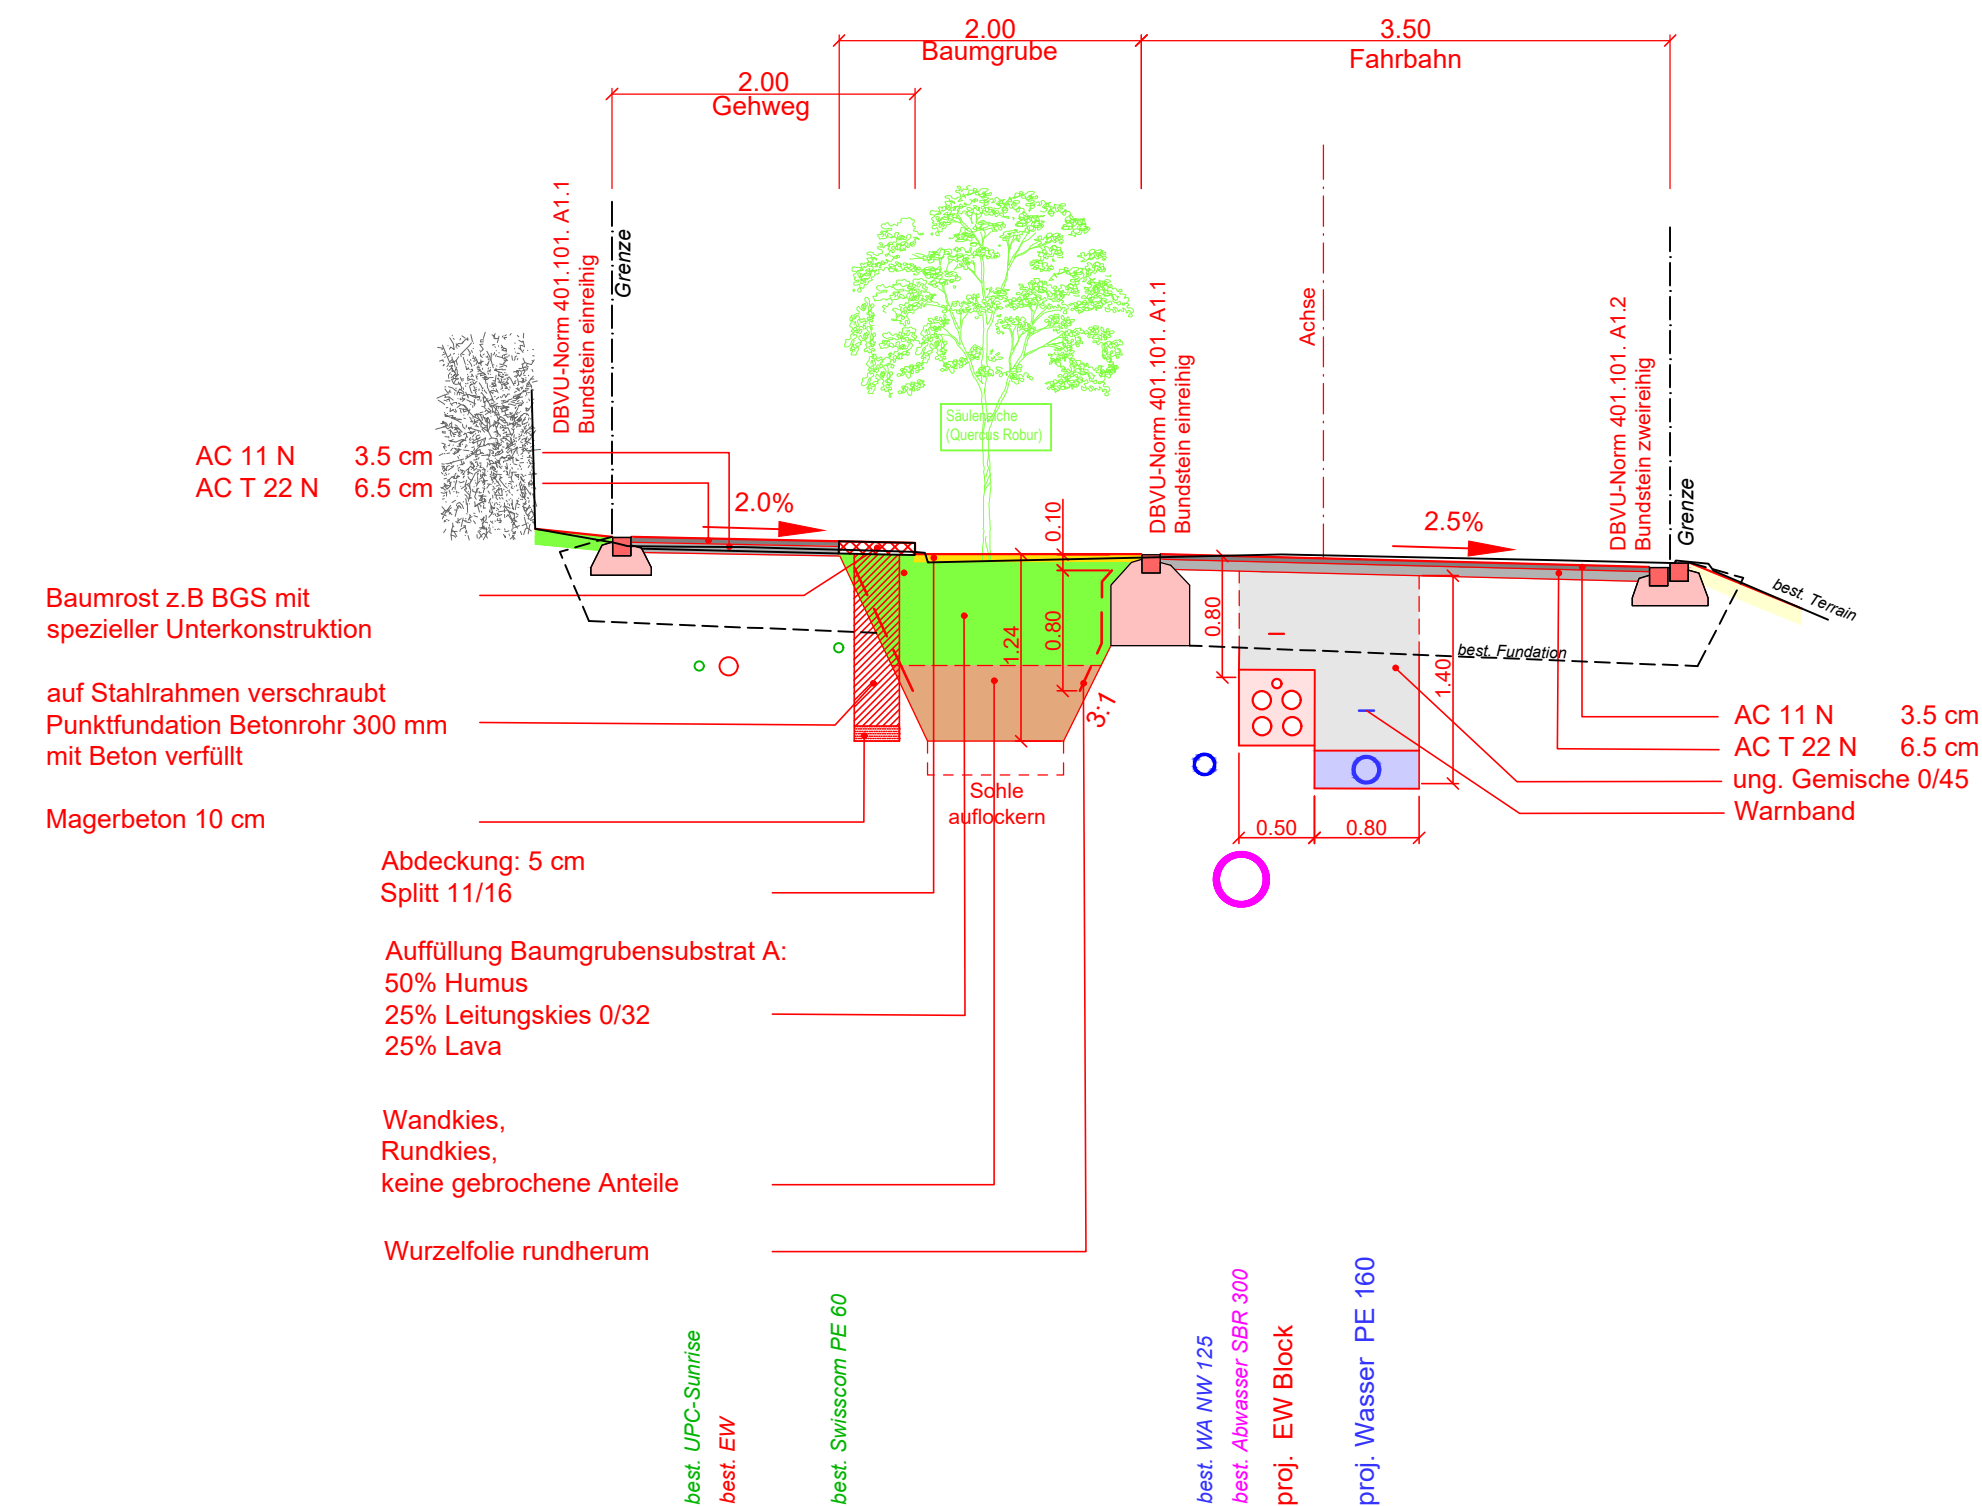 2.00
Baumgrube
3.50
Fahrbahn
2.00
Gehweg
DBVU-Norm 401.101. A1.1
Bundstein einreihig
Grenze
Säuleneiche
(Quercus Robur)
DBVU-Norm 401.101. A1.1
Bundstein einreihig
Achse
DBVU-Norm 401.101. A1.2
Bundstein zweireihig
Grenze
AC 11 N 3.5 cm
AC T 22 N 6.5 cm
2.0%
2.5%
0.10
0.80
1.24
3:1
0.80
1.40
best. Terrain
best. Fundation
Baumrost z.B BGS mit
spezieller Unterkonstruktion
auf Stahlrahmen verschraubt
Punktfundation Betonrohr 300 mm
mit Beton verfüllt
Magerbeton 10 cm
Sohle
auflockern
0.50
0.80
AC 11 N 3.5 cm
AC T 22 N 6.5 cm
ung. Gemische 0/45
Warnband
Abdeckung: 5 cm
Splitt 11/16
Auffüllung Baumgrubensubstrat A:
50% Humus
25% Leitungskies 0/32
25% Lava
Wandkies,
Rundkies,
keine gebrochene Anteile
Wurzelfolie rundherum
best. UPC-Sunrise
best. EW
best. Swisscom PE 60
best. WA NW 125
best. Abwasser SBR 300
proj. EW Block
proj. Wasser PE 160